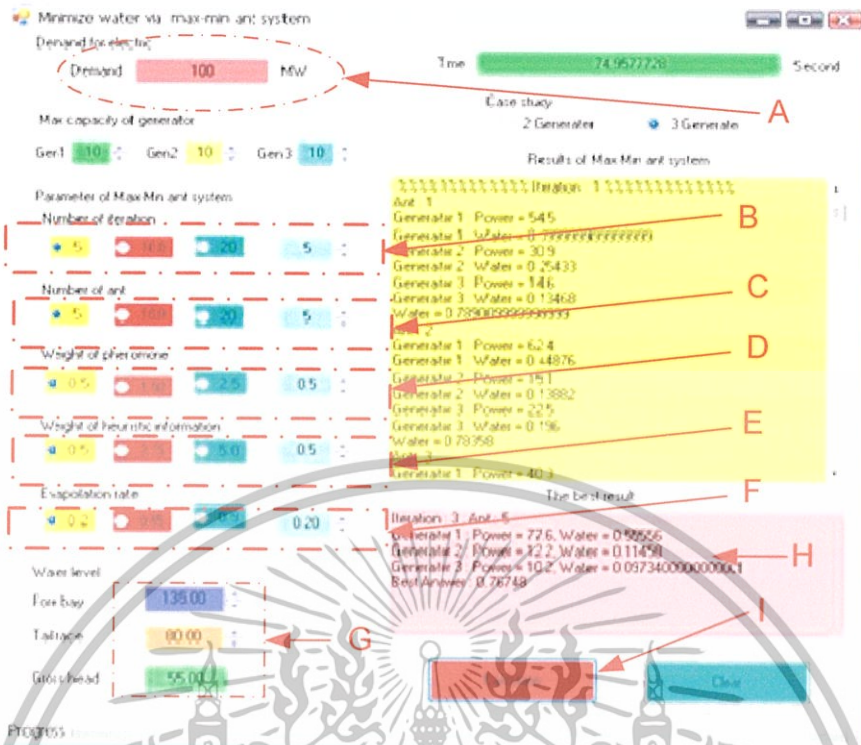 Minimize water via max-min ant system
Demand for electric
Demand 100 MW
Time 74.9577728 Second
A
Case study
2 Generater 3 Generate
Max capacity of generator
Gen1 10 Gen2 10 Gen3 10
Results of Max Min ant system
Parameter of Max Min ant system
Number of iteration
5 20 5
B
Number of ant
5 20 5
C
Weight of pheromone
0.5 2.5 0.5
D
Weight of heuristic information
0.5 5.0 0.5
E
Evapolation rate
0.2 0.20
F
%%%%%%%%%%%%% Iteration 1 %%%%%%%%%%%%%
Ant 1
Generator 1 Power = 54.5
Generator 1 Water =
Generator 2 Power = 30.9
Generator 2 Water = 0.25433
Generator 3 Power = 14.6
Generator 3 Water = 0.13468
Water =
Generator 1 Power = 62.4
Generator 1 Water = 0.44876
Generator 2 Power = 15.1
Generator 2 Water = 0.13882
Generator 3 Power = 22.5
Generator 3 Water = 0.196
Water = 0.78358
Generator 1 Power = 40.3
The best result
Iteration 3 Ant 5
Generator 1 Power = 77.6, Water = 0.55556
Generator 2 Power = 12.2, Water = 0.11458
Generator 3 Power = 10.2, Water =
Best Answer 0.76748
H
Water level
Fore bay 135.00
Tailrace 80.00
Gross head 55.00
G
I
Clear
Progress